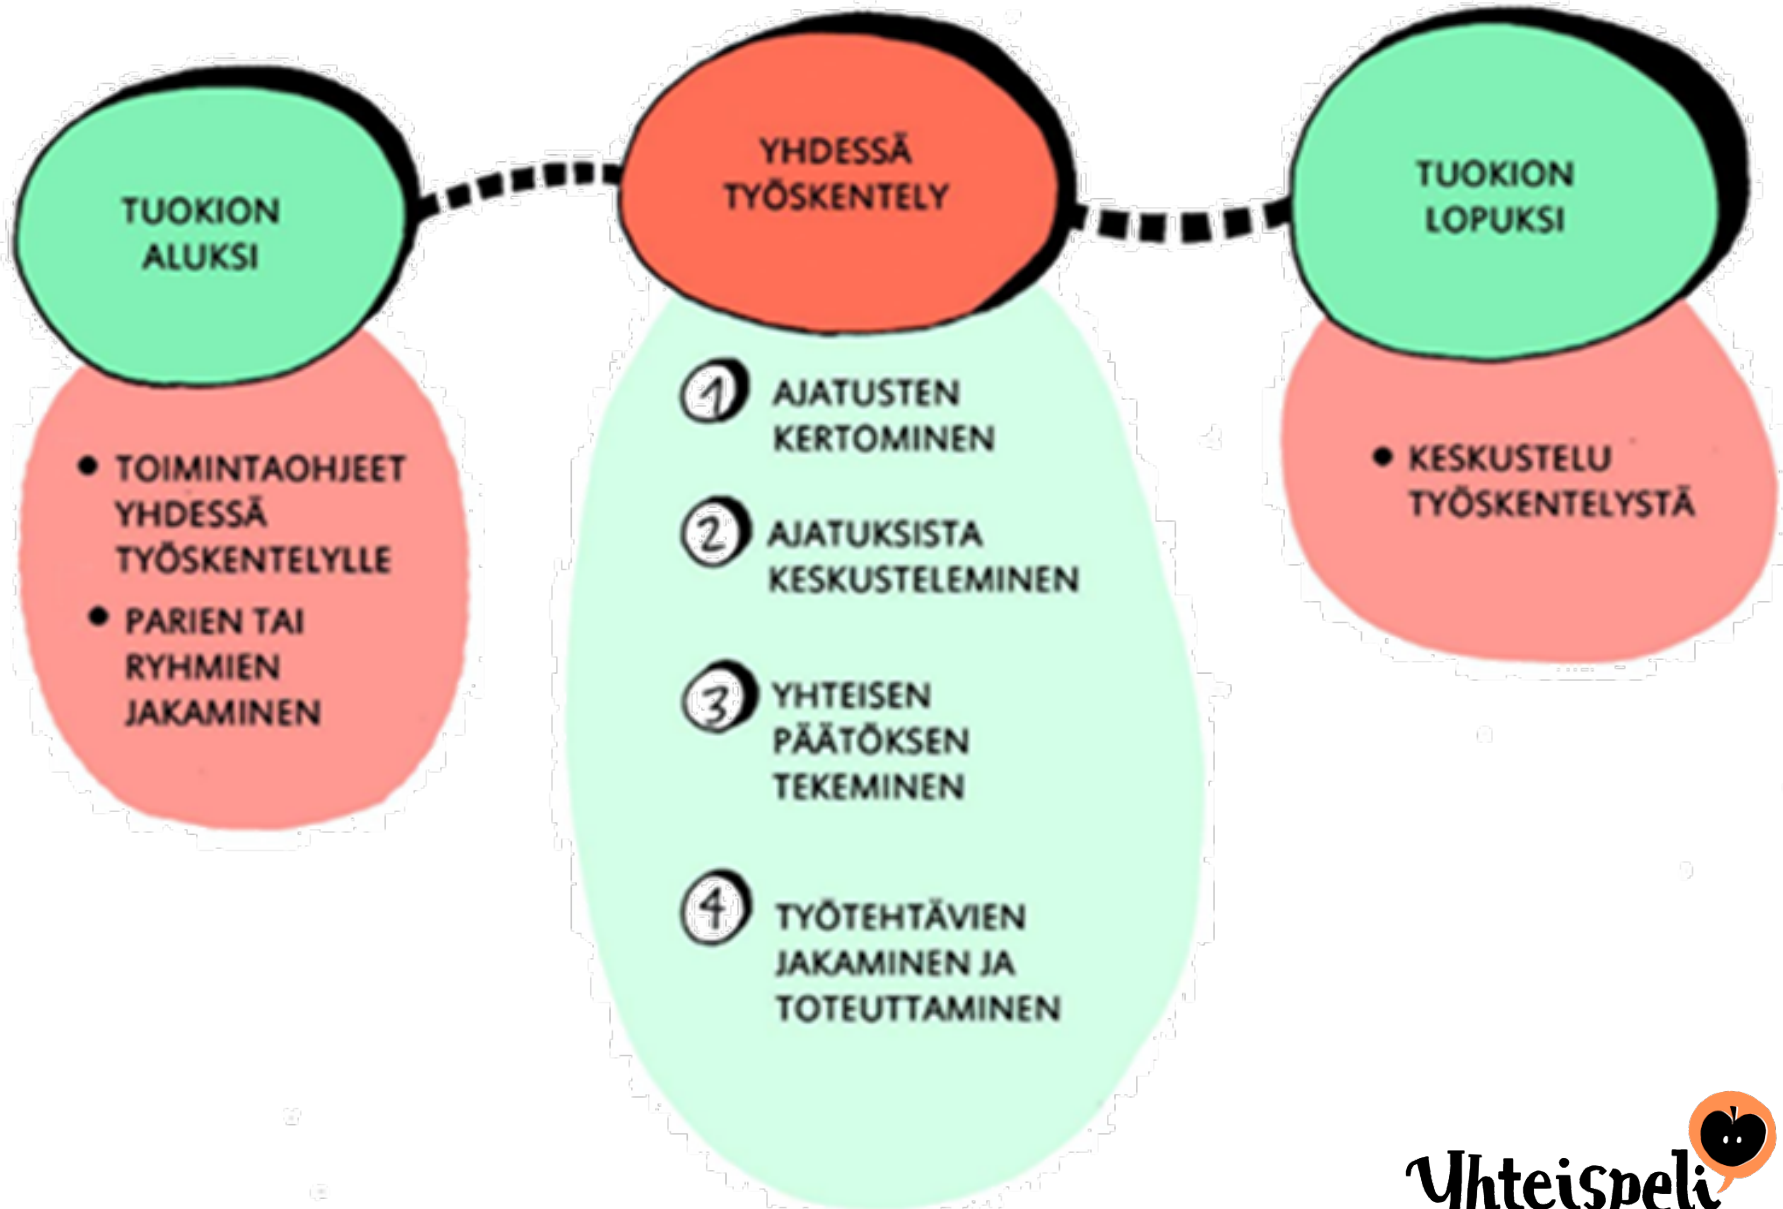 TUOKION
ALUKSI
● TOIMINTAOHJEET
YHDESSÄ
TYÖSKENTELYLLE
● PARIEN TAI
RYHMIEN
JAKAMINEN
YHDESSÄ
TYÖSKENTELY
1 AJATUSTEN
KERTOMINEN
2 AJATUKSISTA
KESKUSTELEMINEN
3 YHTEISEN
PÄÄTÖKSEN
TEKEMINEN
4 TYÖTEHTÄVIEN
JAKAMINEN JA
TOTEUTTAMINEN
TUOKION
LOPUKSI
● KESKUSTELU
TYÖSKENTELYSTÄ
Yhteispeli